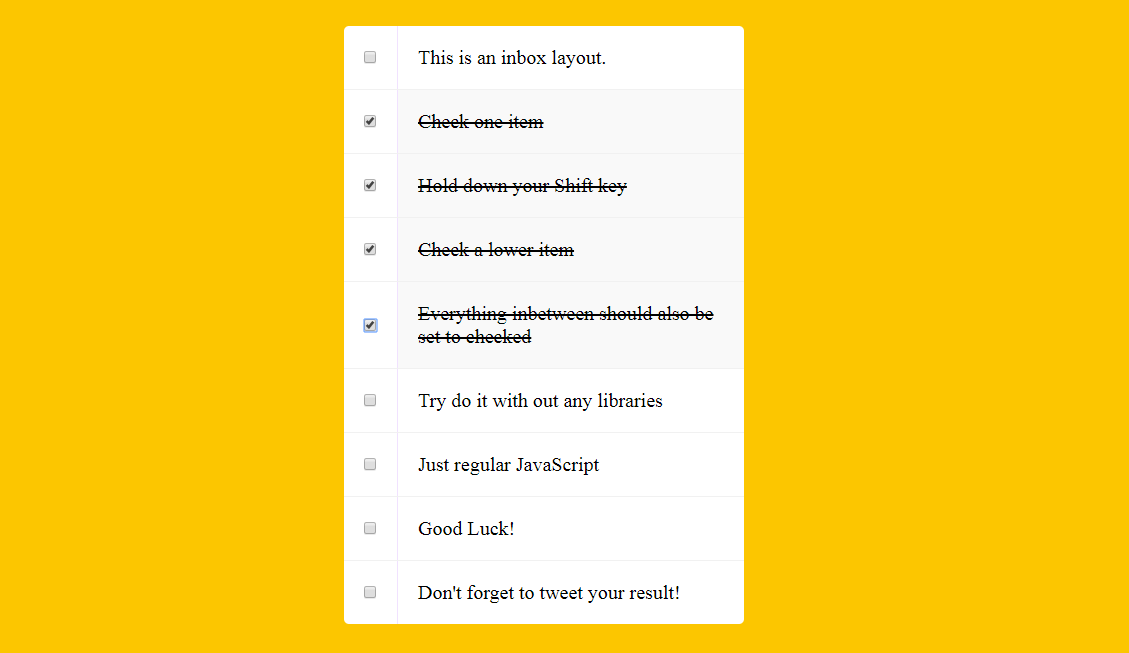 This is an inbox layout.
Check one item
Hold down your Shift key
Check a lower item
Everything inbetween should also be
set to checked
Try do it with out any libraries
Just regular JavaScript
Good Luck!
Don't forget to tweet your result!